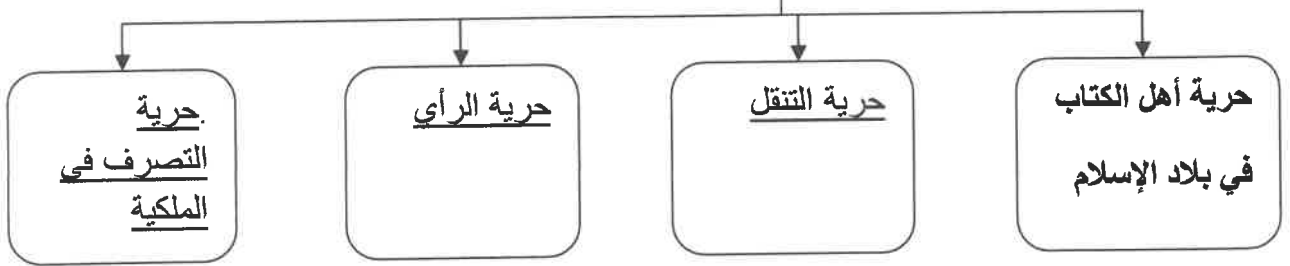 حرية أهل الكتاب
في بلاد الإسلام
حرية التنقل
حرية الرأي
.حرية
التصرف في
الملكية